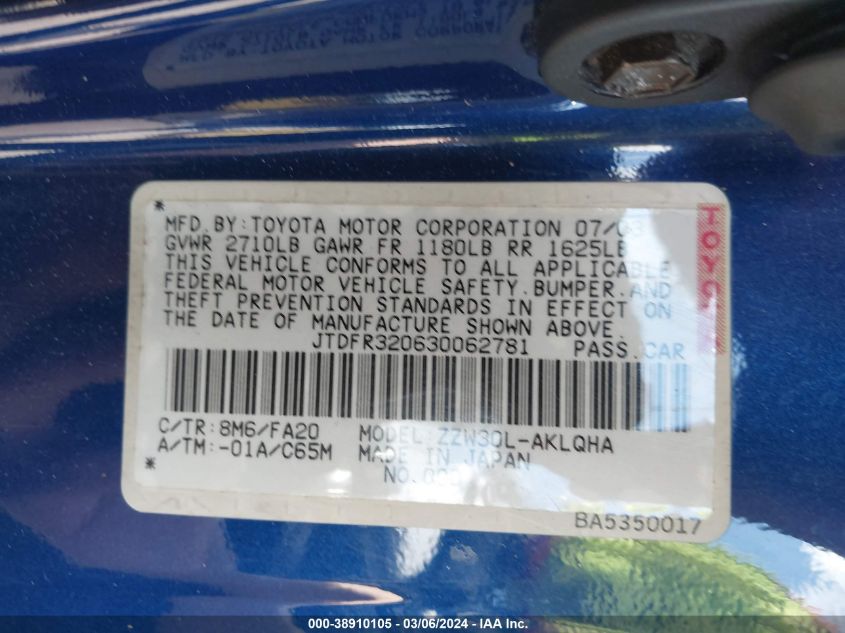 * MFD.BY:TOYOTA MOTOR CORPORATION 07/03
GVWR 2710LB GAWR FR 1180LB RR 1625LB
THIS VEHICLE CONFORMS TO ALL APPLICABLE
FEDERAL MOTOR VEHICLE SAFETY.BUMPER.AND
THEFT PREVENTION STANDARDS IN EFFECT ON
THE DATE OF MANUFACTURE SHOWN ABOVE.
JTDFR320630062781 PASS.CAR
TOYOTA
C/TR:8M6/FA20 MODEL:ZZW30L-AKLQHA
A/TM:-01A/C65M MADE IN JAPAN
* NO.
BA5350017
000-38910105 - 03/06/2024 - IAA Inc.